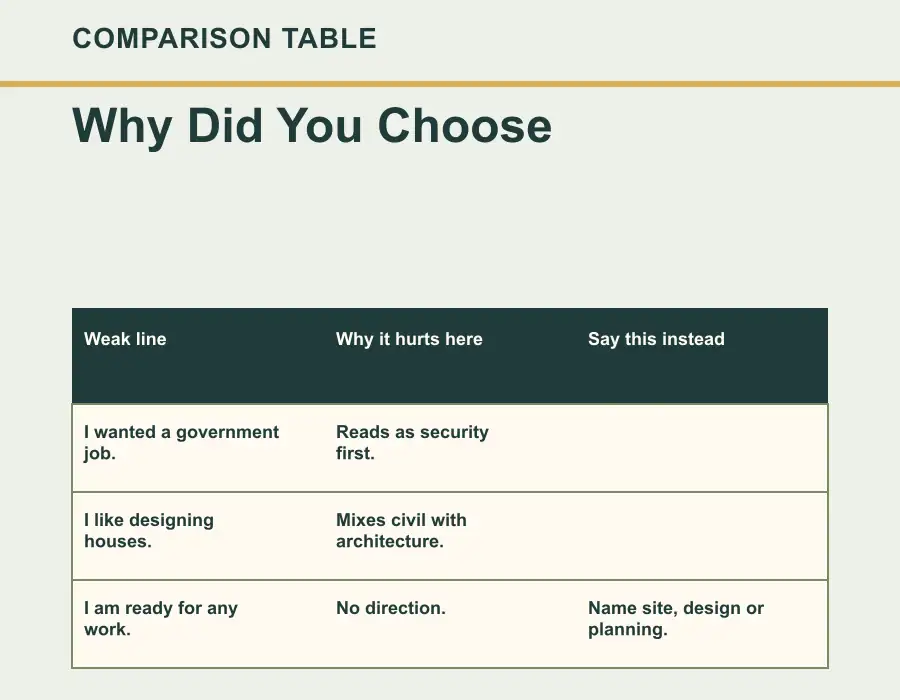 COMPARISON TABLE
Why Did You Choose
Weak line Why it hurts here Say this instead
I wanted a government Reads as security
job. first.
I like designing Mixes civil with
houses. architecture.
I am ready for any No direction. Name site, design or
work. planning.